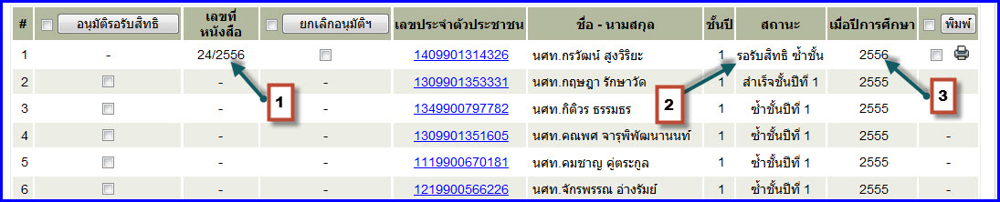 # อนุมัติรอรับสิทธิ เลขที่หนังสือ ยกเลิกอนุมัติฯ เลขประจำตัวประชาชน ชื่อ - นามสกุล ชั้นปี สถานะ เมื่อปีการศึกษา พิมพ์
1 - 24/2556 1409901314326 นศท.กรวัฒน์ สูงวิริยะ 1 รอรับสิทธิ ซ้ำชั้น 2556
2 - - 1309901353331 นศท.กฤษฎา รักษาวัด 1 สำเร็จชั้นปีที่ 1 2555
3 - - 1349900797782 นศท.กิติวร ธรรมธร 1 ซ้ำชั้นปีที่ 1 2555 -
4 - - 1309901351605 นศท.คณพศ จารุพิพัฒนานนท์ 1 ซ้ำชั้นปีที่ 1 2555 -
5 - - 1119900670181 นศท.คมชาญ คู่ตระกูล 1 ซ้ำชั้นปีที่ 1 2555 -
6 - - 1219900566226 นศท.จักรพรรณ อ่างรัมย์ 1 ซ้ำชั้นปีที่ 1 2555 -
1
2
3